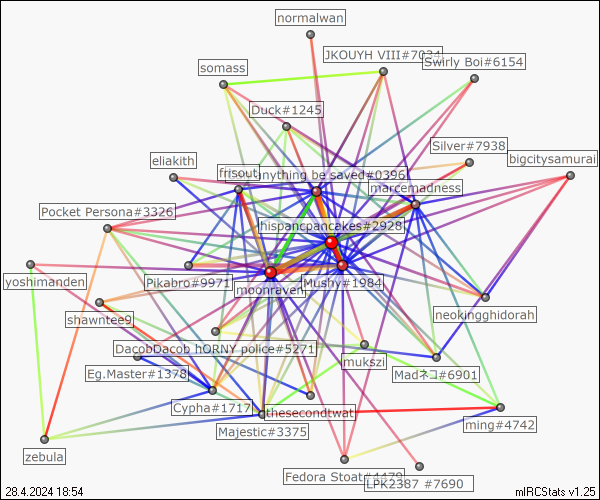 normalwan
JKOUYH VIII#7034
Swirly Boi#6154
somass
Duck#1245
Silver#7938
bigcitysamurai
eliakith
frisout
anything be saved#0396
marcemadness
Pocket Persona#3326
hispancpancakes#2928
yoshimanden
Pikabro#9971
moonraven
Mushy#1984
neokingghidorah
shawntee9
DacobDacob hORNY police#5271
mukszi
Eg.Master#1378
Madネコ#6901
Cypha#1717
thesecondtwat
Majestic#3375
ming#4742
zebula
Fedora Stoat#4479
LPK2387 #7690
28.4.2024 18:54
mIRCStats v1.25